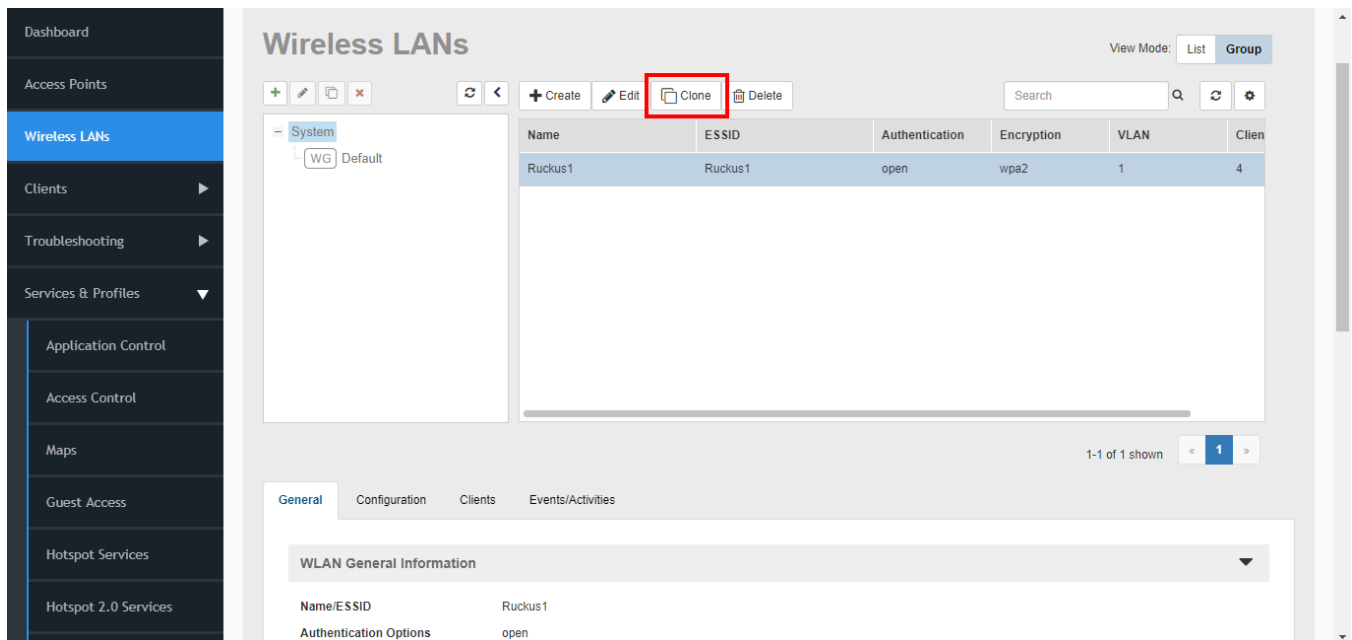 Dashboard
Access Points
Wireless LANs
Clients
Troubleshooting
Services & Profiles
Application Control
Access Control
Maps
Guest Access
Hotspot Services
Hotspot 2.0 Services
Wireless LANs
View Mode: List Group
Create Edit Clone Delete Search
System
WG Default
Name ESSID Authentication Encryption VLAN Clien
Ruckus1 Ruckus1 open wpa2 1 4
1-1 of 1 shown « 1 »
General Configuration Clients Events/Activities
WLAN General Information
Name/ESSID Ruckus1
Authentication Options open